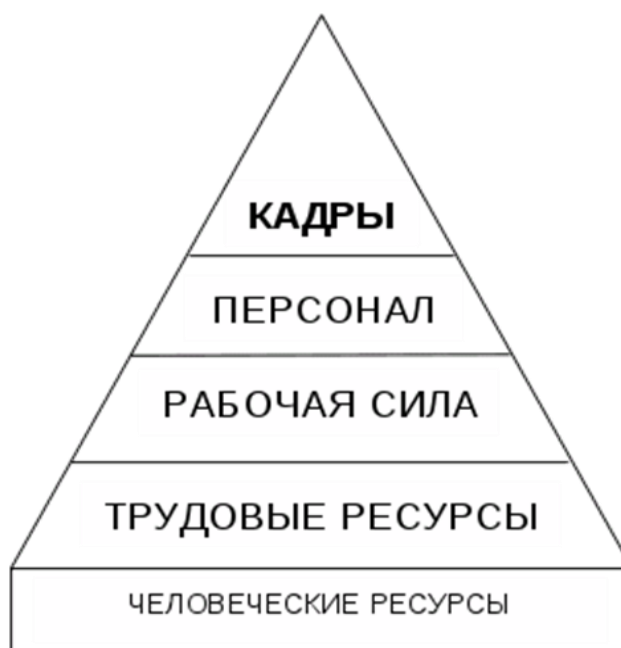 КАДРЫ
ПЕРСОНАЛ
РАБОЧАЯ СИЛА
ТРУДОВЫЕ РЕСУРСЫ
ЧЕЛОВЕЧЕСКИЕ РЕСУРСЫ